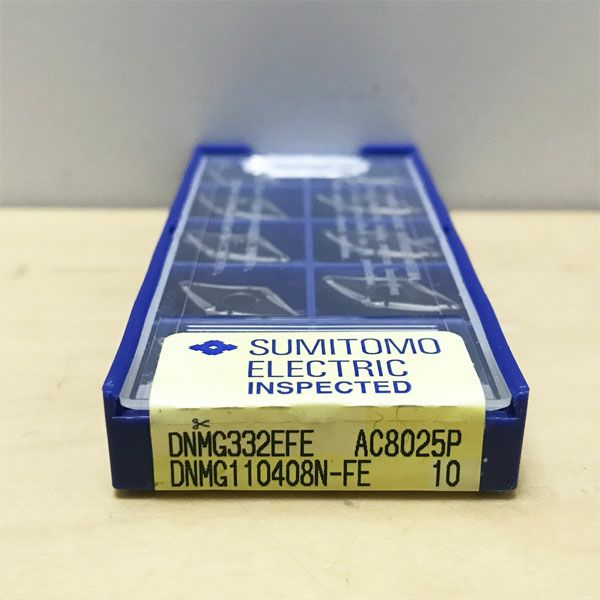 SUMITOMO
ELECTRIC
INSPECTED
DNMG332EFE AC8025P
DNMG110408N-FE 10